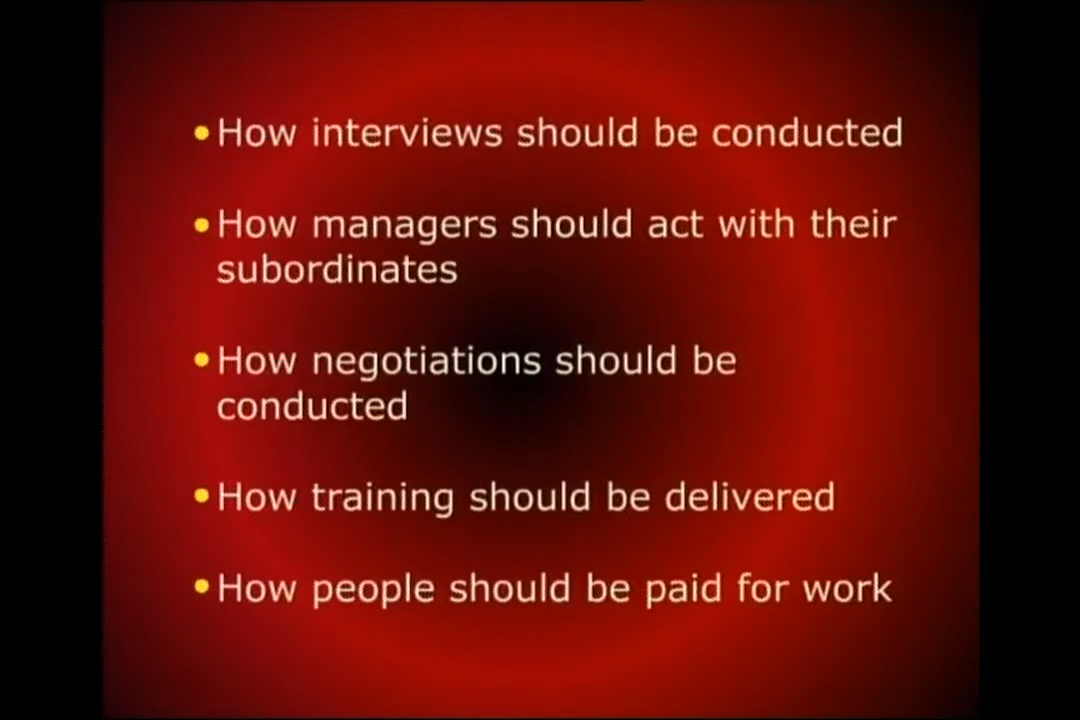 •How interviews should be conducted
•How managers should act with their
subordinates
•How negotiations should be
conducted
•How training should be delivered
•How people should be paid for work